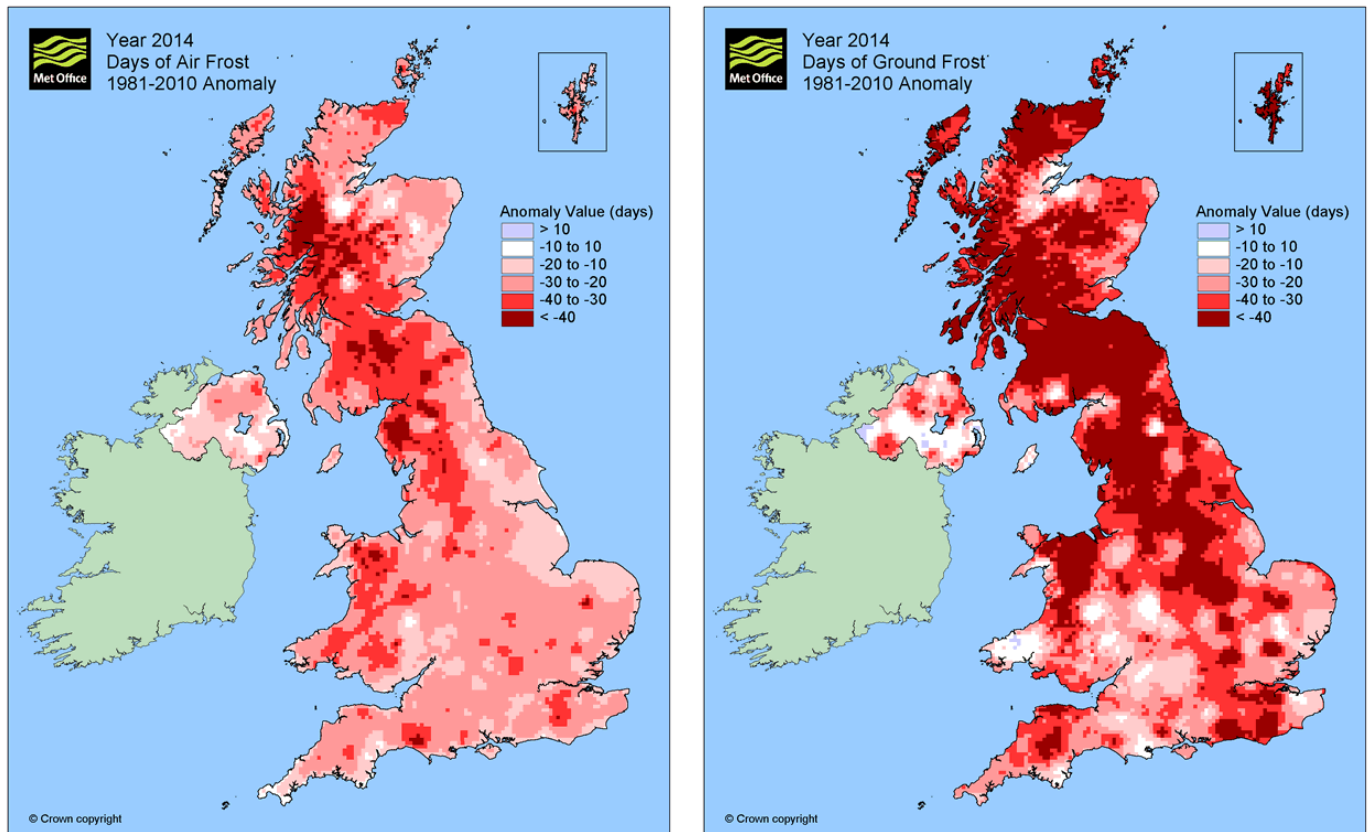 Met Office
Year 2014
Days of Air Frost
1981-2010 Anomaly
Anomaly Value (days)
> 10
-10 to 10
-20 to -10
-30 to -20
-40 to -30
< -40
© Crown copyright
Met Office
Year 2014
Days of Ground Frost
1981-2010 Anomaly
Anomaly Value (days)
> 10
-10 to 10
-20 to -10
-30 to -20
-40 to -30
< -40
© Crown copyright